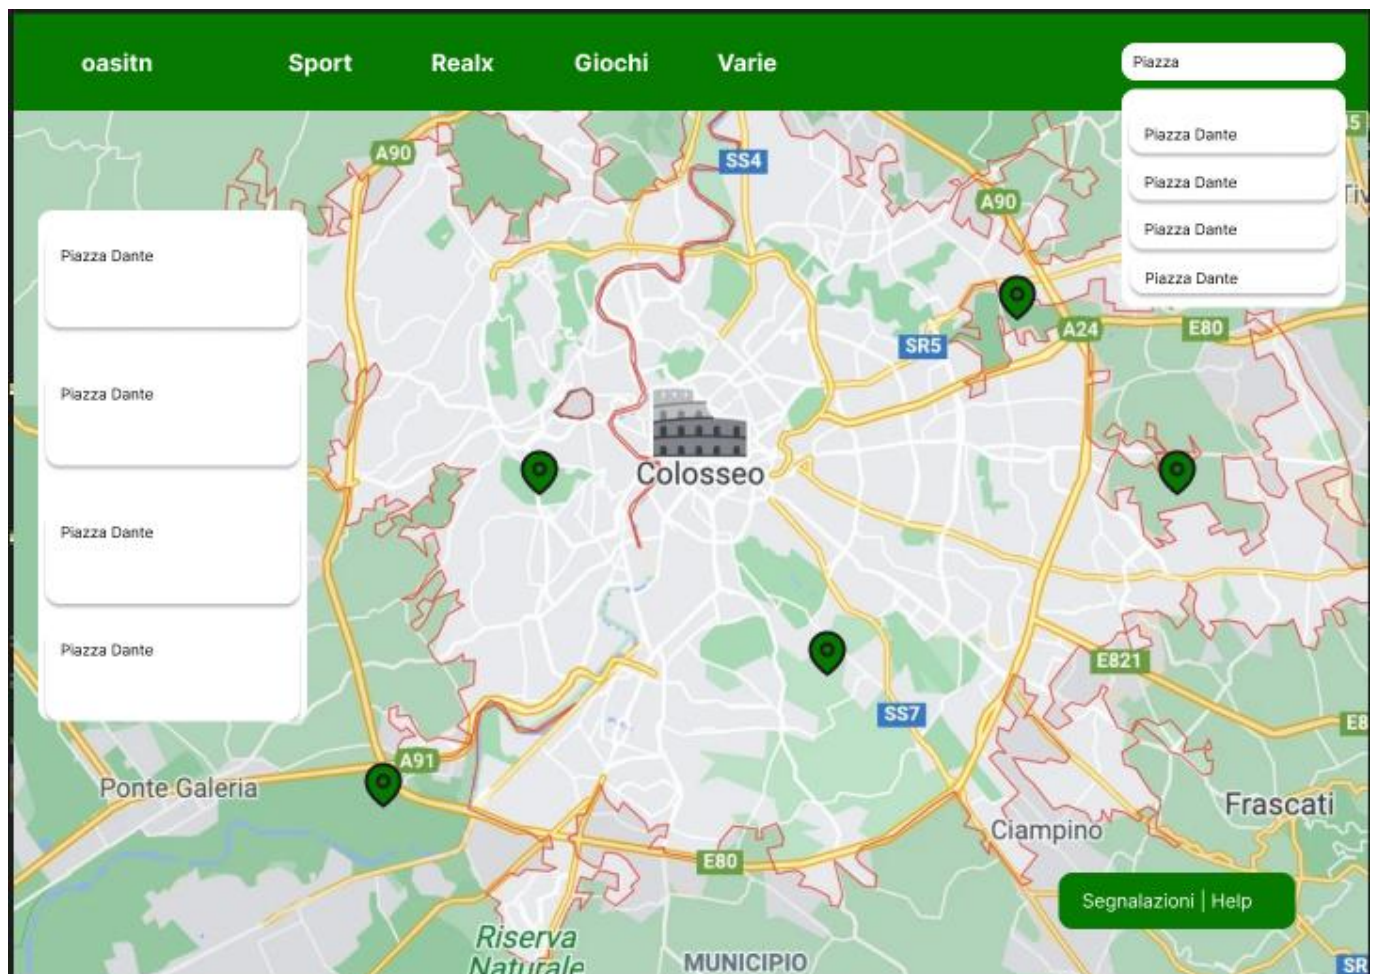 oasitn Sport Realx Giochi Varie
Piazza
Piazza Dante
Piazza Dante
Piazza Dante
Piazza Dante
Piazza Dante
Piazza Dante
Piazza Dante
Piazza Dante
A90
SS4
A90
A24
E80
SR5
Colosseo
E821
SS7
A91
Ponte Galeria
Frascati
Ciampino
E80
Segnalazioni | Help
Riserva
Naturale
MUNICIPIO
SR